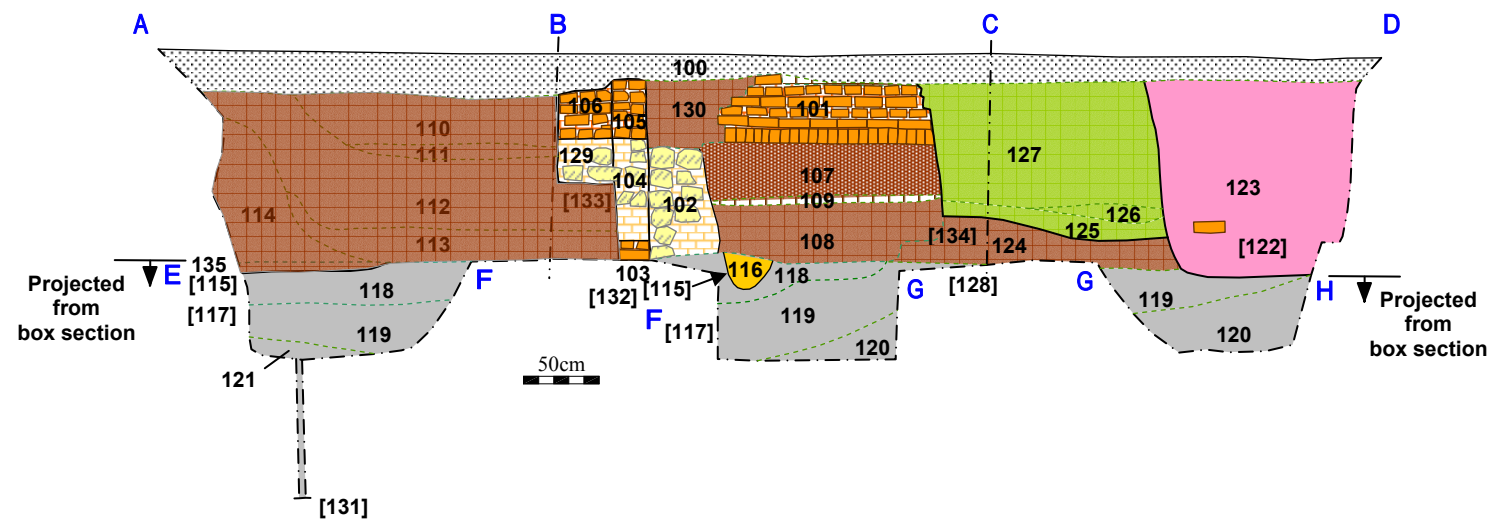 A B C D
100
106 105 130 101
110
111
129 127
104 107
[133] 109
114 112 102 126 123
113 108 [134] 125 124 [122]
135 E F 103 116 118 G [128] G H
[115] [132] [115]
Projected
from
box section
118 119 119
[117] F [117]
119 120 120
121
Projected
from
box section
50cm
[131]